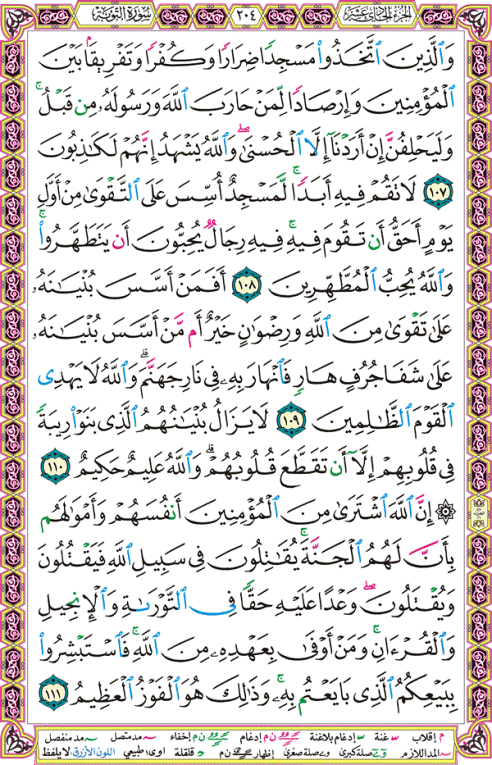 الجزء الحادي عشر ٢٠٤ سورة التوبة
وَٱلَّذِينَ ٱتَّخَذُوا۟ مَسْجِدًا ضِرَارًا وَكُفْرًا وَتَفْرِيقًۢا بَيْنَ
ٱلْمُؤْمِنِينَ وَإِرْصَادًا لِّمَنْ حَارَبَ ٱللَّهَ وَرَسُولَهُۥ مِن قَبْلُ ۚ
وَلَيَحْلِفُنَّ إِنْ أَرَدْنَآ إِلَّا ٱلْحُسْنَىٰ ۖ وَٱللَّهُ يَشْهَدُ إِنَّهُمْ لَكَٰذِبُونَ
١٠٧ لَا تَقُمْ فِيهِ أَبَدًا ۚ لَّمَسْجِدٌ أُسِّسَ عَلَى ٱلتَّقْوَىٰ مِنْ أَوَّلِ
يَوْمٍ أَحَقُّ أَن تَقُومَ فِيهِ ۚ فِيهِ رِجَالٌ يُحِبُّونَ أَن يَتَطَهَّرُوا۟ ۚ
وَٱللَّهُ يُحِبُّ ٱلْمُطَّهِّرِينَ ١٠٨ أَفَمَنْ أَسَّسَ بُنْيَٰنَهُۥ
عَلَىٰ تَقْوَىٰ مِنَ ٱللَّهِ وَرِضْوَٰنٍ خَيْرٌ أَم مَّنْ أَسَّسَ بُنْيَٰنَهُۥ
عَلَىٰ شَفَا جُرُفٍ هَارٍ فَٱنْهَارَ بِهِۦ فِى نَارِ جَهَنَّمَ ۗ وَٱللَّهُ لَا يَهْدِى
ٱلْقَوْمَ ٱلظَّٰلِمِينَ ١٠٩ لَا يَزَالُ بُنْيَٰنُهُمُ ٱلَّذِى بَنَوْا۟ رِيبَةً
فِى قُلُوبِهِمْ إِلَّآ أَن تَقَطَّعَ قُلُوبُهُمْ ۗ وَٱللَّهُ عَلِيمٌ حَكِيمٌ ١١٠
۞ إِنَّ ٱللَّهَ ٱشْتَرَىٰ مِنَ ٱلْمُؤْمِنِينَ أَنفُسَهُمْ وَأَمْوَٰلَهُم
بِأَنَّ لَهُمُ ٱلْجَنَّةَ ۚ يُقَٰتِلُونَ فِى سَبِيلِ ٱللَّهِ فَيَقْتُلُونَ
وَيُقْتَلُونَ ۖ وَعْدًا عَلَيْهِ حَقًّا فِى ٱلتَّوْرَىٰةِ وَٱلْإِنجِيلِ
وَٱلْقُرْءَانِ ۚ وَمَنْ أَوْفَىٰ بِعَهْدِهِۦ مِنَ ٱللَّهِ ۚ فَٱسْتَبْشِرُوا۟
بِبَيْعِكُمُ ٱلَّذِى بَايَعْتُم بِهِۦ ۚ وَذَٰلِكَ هُوَ ٱلْفَوْزُ ٱلْعَظِيمُ ١١١
م إقلاب غنة إدغام بلاغنة ن م إدغام ن م إخفاء مد متصل مد منفصل
المد اللازم صلة كبرى وصلة صغرى إظهار ن م قلقلة اوى: طبيعي اللون الأزرق: لا يلفظ